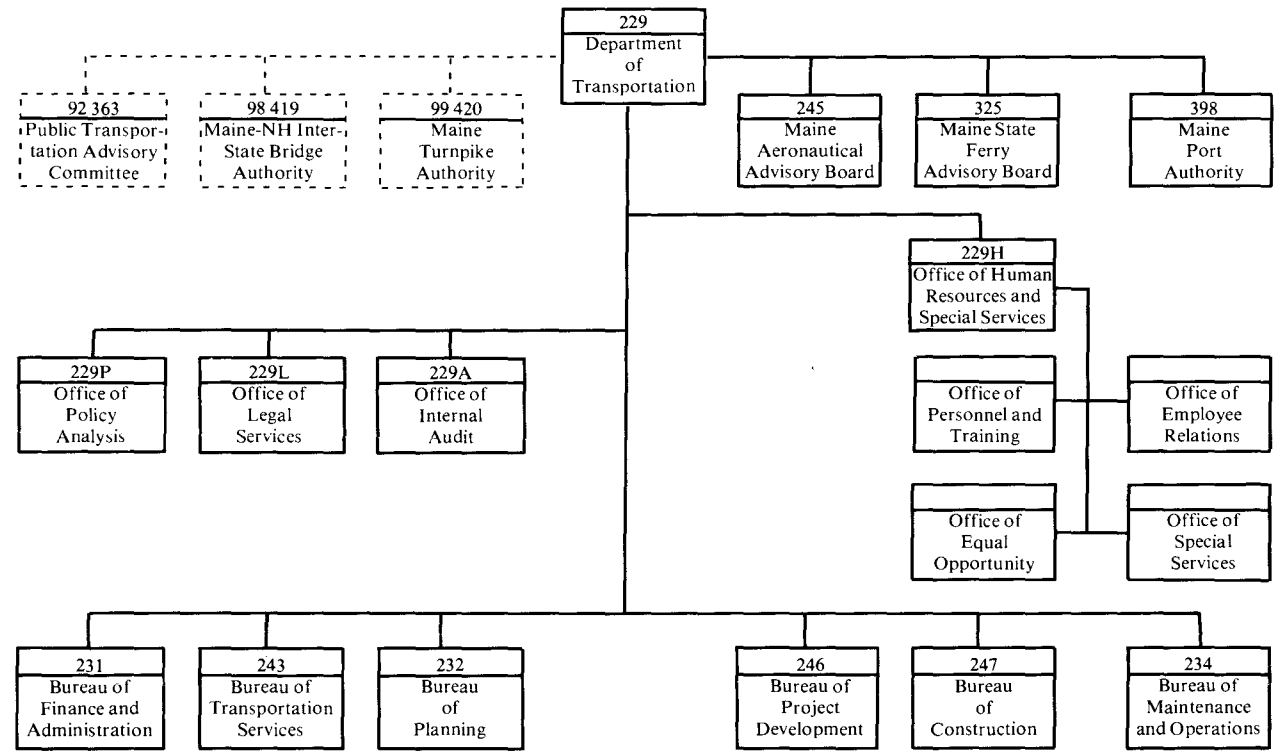 229
Department
of
Transportation
92 363
Public Transpor-
tation Advisory
Committee
98 419
Maine-NH Inter-
State Bridge
Authority
99 420
Maine
Turnpike
Authority
245
Maine
Aeronautical
Advisory Board
325
Maine State
Ferry
Advisory Board
398
Maine
Port
Authority
229H
Office of Human
Resources and
Special Services
229P
Office of
Policy
Analysis
229L
Office of
Legal
Services
229A
Office of
Internal
Audit
Office of
Personnel and
Training
Office of
Employee
Relations
Office of
Equal
Opportunity
Office of
Special
Services
231
Bureau of
Finance and
Administration
243
Bureau of
Transportation
Services
232
Bureau
of
Planning
246
Bureau of
Project
Development
247
Bureau
of
Construction
234
Bureau of
Maintenance
and Operations